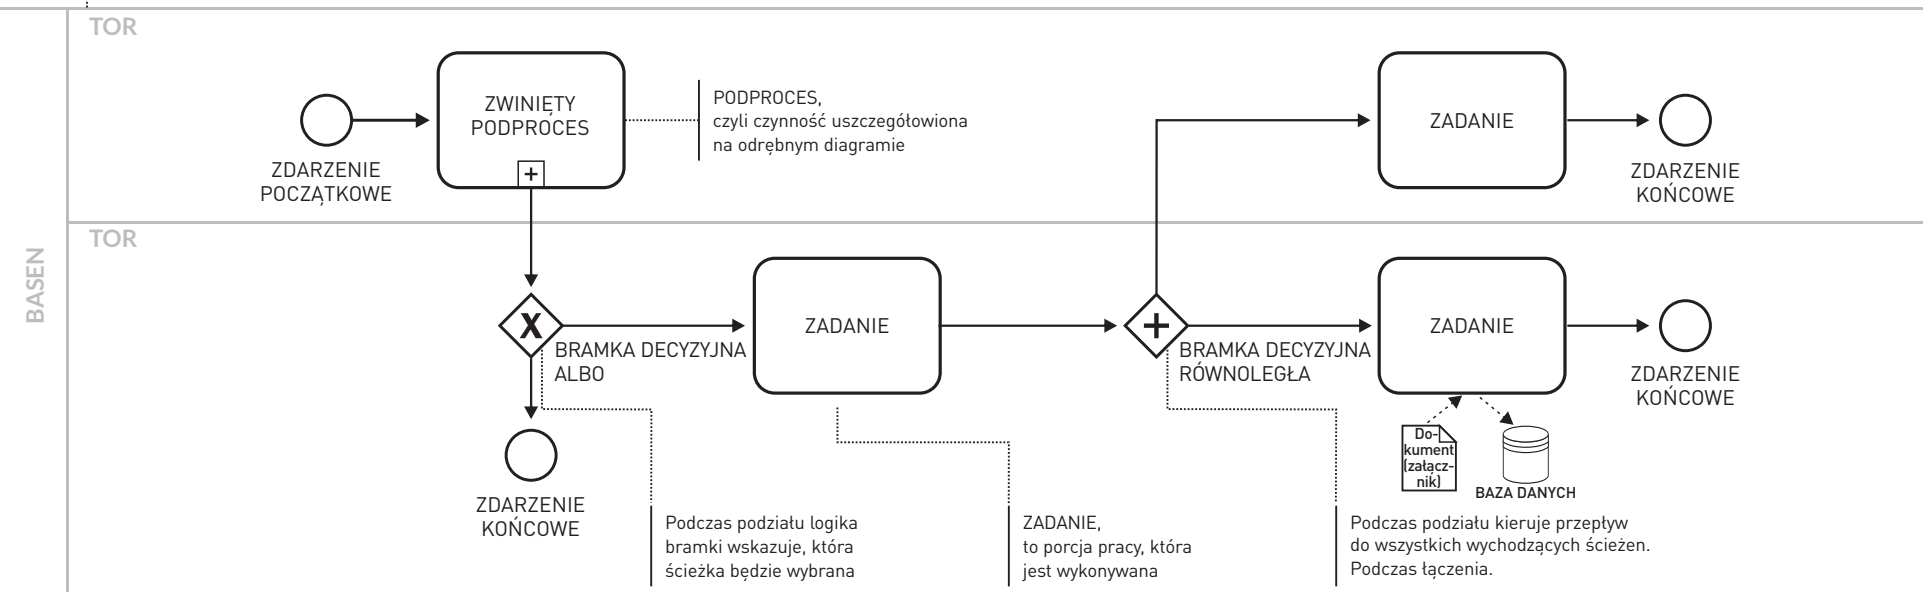 TOR
ZWINIĘTY
PODPROCES
PODPROCES,
czyli czynność uszczegółowiona
na odrębnym diagramie
ZDARZENIE
POCZĄTKOWE
ZADANIE
ZDARZENIE
KOŃCOWE
BASEN
TOR
X
BRAMKA DECYZYJNA
ALBO
ZADANIE
BRAMKA DECYZYJNA
RÓWNOLEGŁA
ZADANIE
ZDARZENIE
KOŃCOWE
Do-
kument
(załącz-
nik)
BAZA DANYCH
ZDARZENIE
KOŃCOWE
Podczas podziału logika
bramki wskazuje, która
ścieżka będzie wybrana
ZADANIE,
to porcja pracy, która
jest wykonywana
Podczas podziału kieruje przepływ
do wszystkich wychodzących ścieżen.
Podczas łączenia.